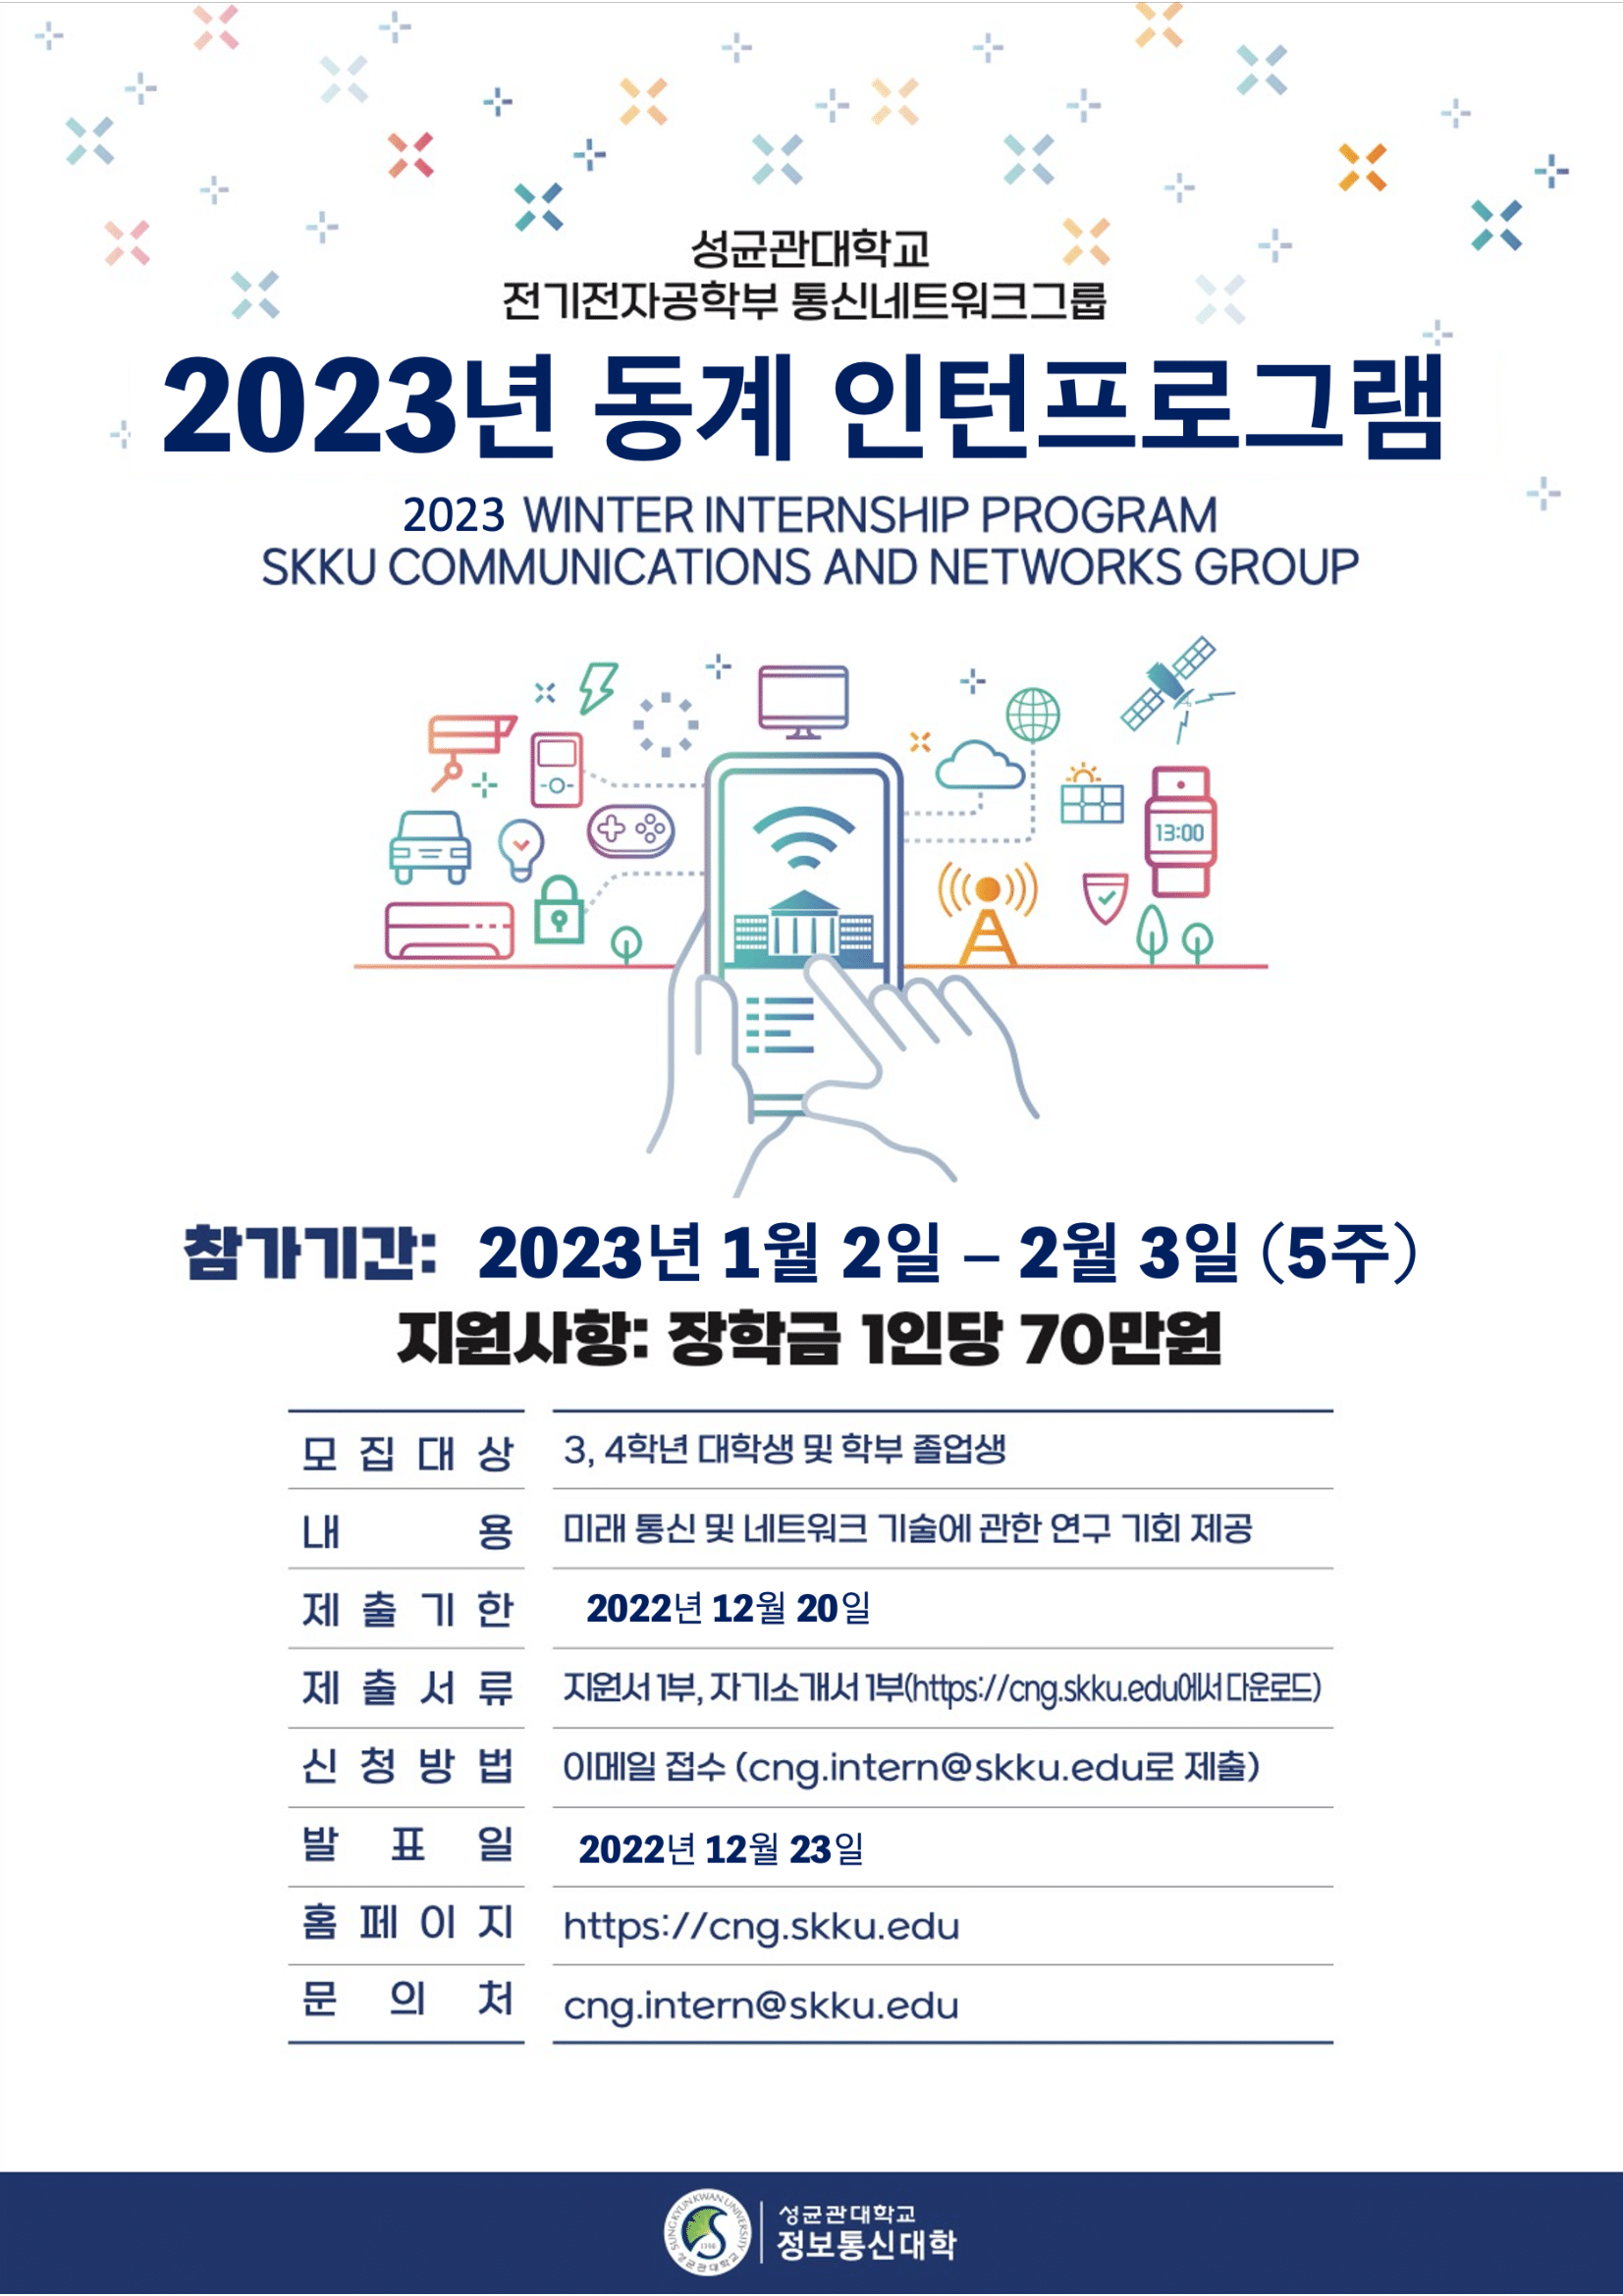 성균관대학교
전기전자공학부 통신네트워크그룹
2023년 동계 인턴프로그램
2023 WINTER INTERNSHIP PROGRAM
SKKU COMMUNICATIONS AND NETWORKS GROUP
13:00
참가기간: 2023년 1월 2일 – 2월 3일 (5주)
지원사항: 장학금 1인당 70만원
모집대상 3, 4학년 대학생 및 학부 졸업생
내용 미래 통신 및 네트워크 기술에 관한 연구 기회 제공
제출기한 2022년 12월 20일
제출서류 지원서 1부, 자기소개서 1부(https://cng.skku.edu에서 다운로드)
신청방법 이메일 접수 (cng.intern@skku.edu로 제출)
발표일 2022년 12월 23일
홈페이지 https://cng.skku.edu
문의처 cng.intern@skku.edu
SUNGKYUNKWAN UNIVERSITY
1398
성균관대학교
성균관대학교
정보통신대학